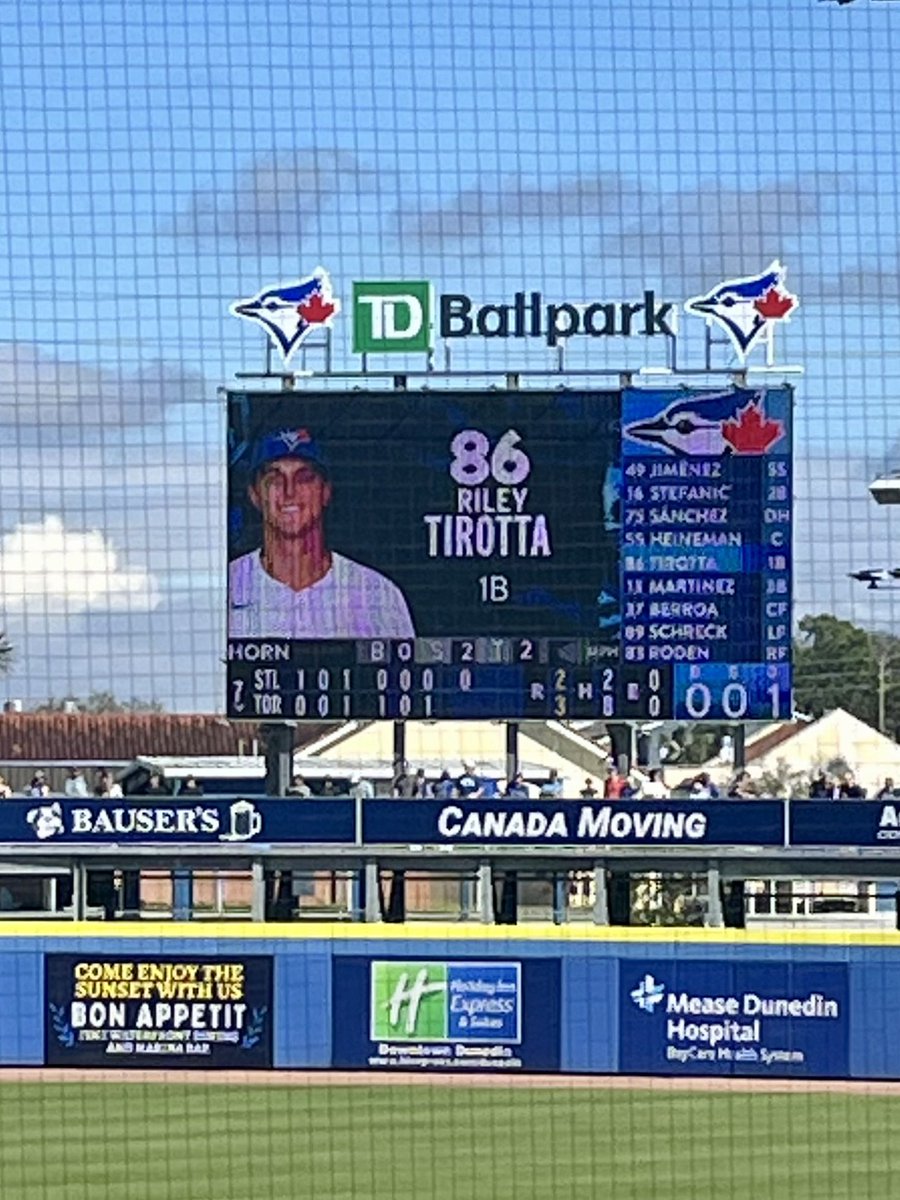 TD Ballpark
86
RILEY
TIROTTA
1B
49 JIMÉNEZ SS
16 STEFANIC 2B
75 SÁNCHEZ DH
55 HEINEMAN C
86 TIROTTA 1B
13 MARTINEZ 3B
37 BERROA CF
89 SCHRECK LF
83 RODEN RF
HORN B 0 S 2 T 2 MPH
7 STL 1 0 1 0 0 0 0 R 2 H 2 E 0
TOR 0 0 1 1 0 1 3 8 0
B S O
0 0 1
BAUSER'S
CANADA MOVING
COME ENJOY THE
SUNSET WITH US
BON APPETIT
AND MARINA BAR
H
Holiday Inn
Express
& Suites
Downtown Dunedin
Mease Dunedin
Hospital
BayCare Health System